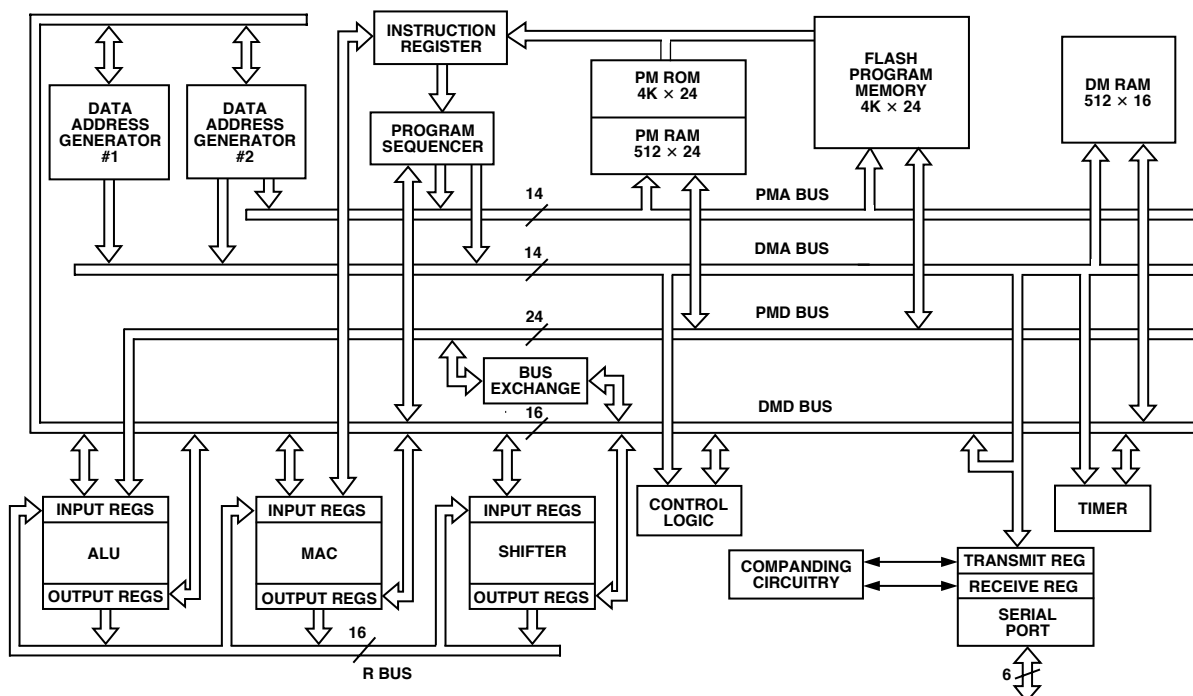 INSTRUCTION
REGISTER
FLASH
PROGRAM
MEMORY
4K × 24
PM ROM
4K × 24
DM RAM
512 × 16
DATA
ADDRESS
GENERATOR
#1
DATA
ADDRESS
GENERATOR
#2
PROGRAM
SEQUENCER
PM RAM
512 × 24
14
PMA BUS
14
DMA BUS
24
PMD BUS
BUS
EXCHANGE
16
DMD BUS
INPUT REGS
ALU
OUTPUT REGS
INPUT REGS
MAC
OUTPUT REGS
INPUT REGS
SHIFTER
OUTPUT REGS
CONTROL
LOGIC
TIMER
COMPANDING
CIRCUITRY
TRANSMIT REG
RECEIVE REG
SERIAL
PORT
16
R BUS
6